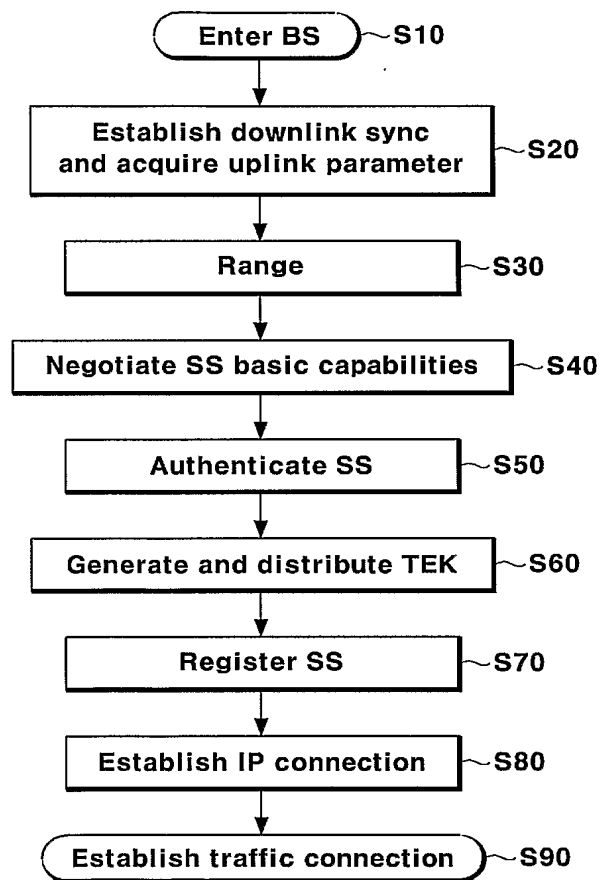 Enter BS S10
Establish downlink sync
and acquire uplink parameter S20
Range S30
Negotiate SS basic capabilities S40
Authenticate SS S50
Generate and distribute TEK S60
Register SS S70
Establish IP connection S80
Establish traffic connection S90